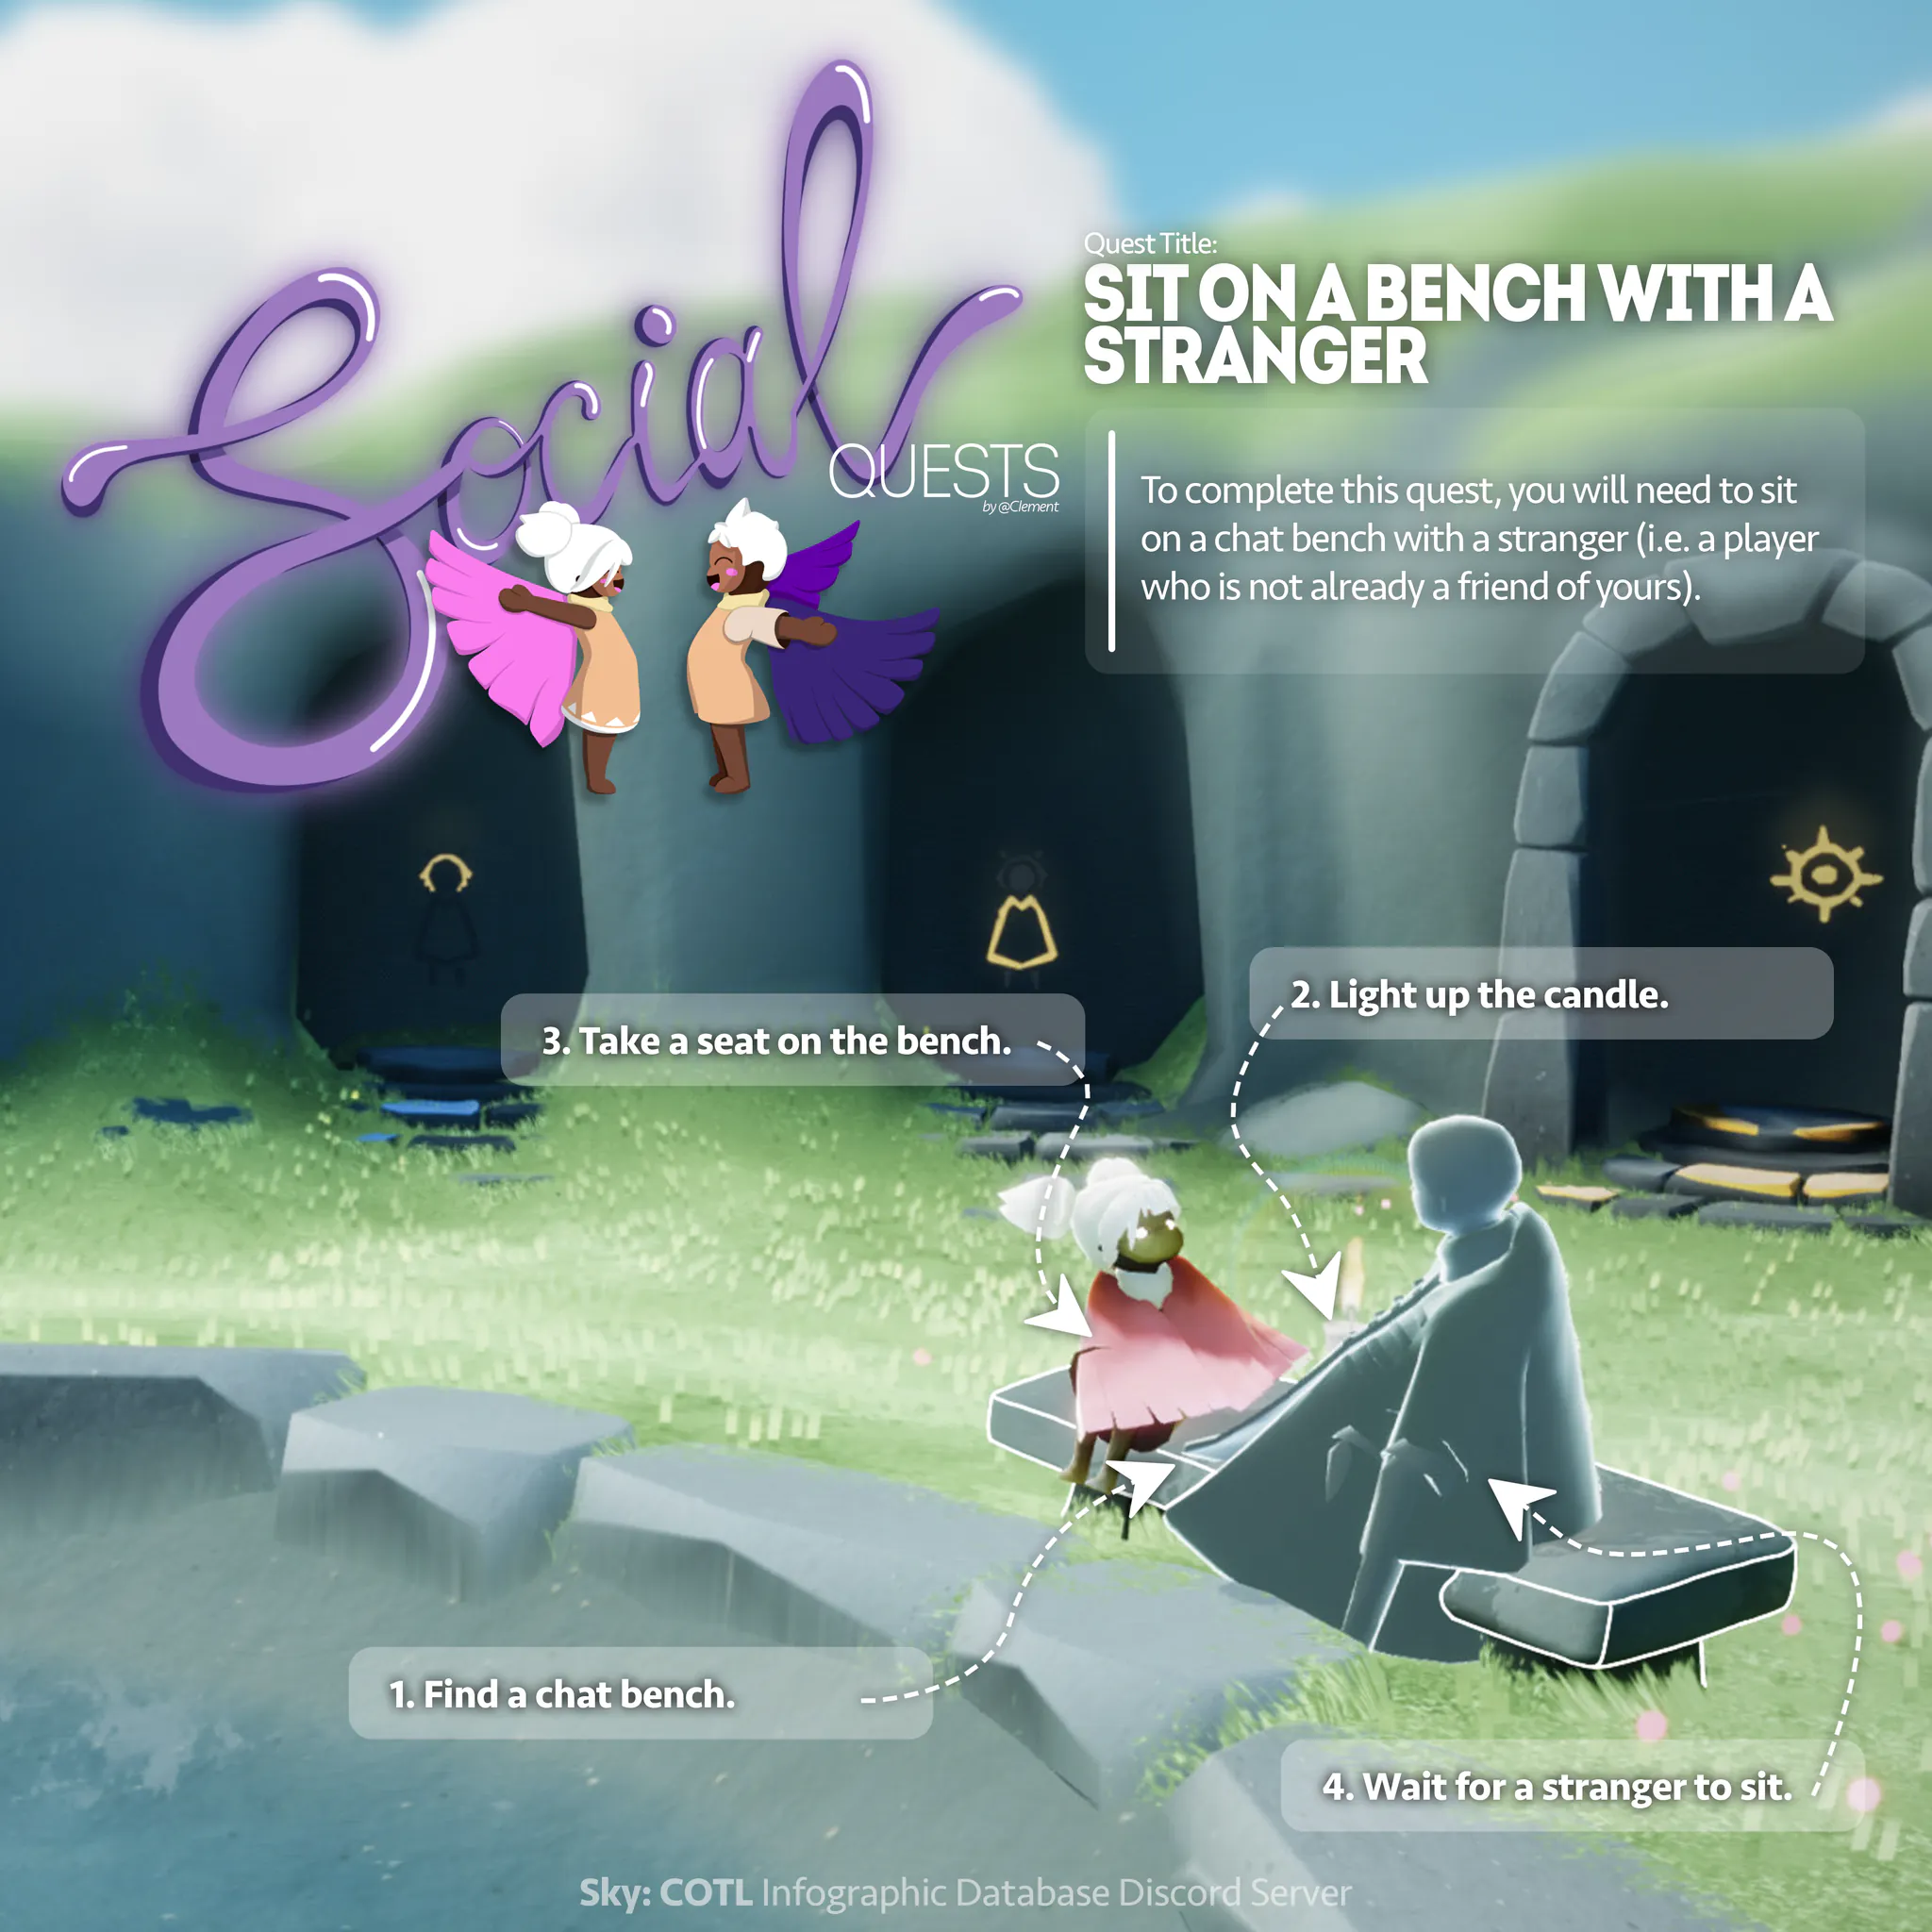 Social
QUESTS
by @Clement
Quest Title:
SIT ON A BENCH WITH A
STRANGER
To complete this quest, you will need to sit
on a chat bench with a stranger (i.e. a player
who is not already a friend of yours).
2. Light up the candle.
3. Take a seat on the bench.
1. Find a chat bench.
4. Wait for a stranger to sit.
Sky: COTL Infographic Database Discord Server